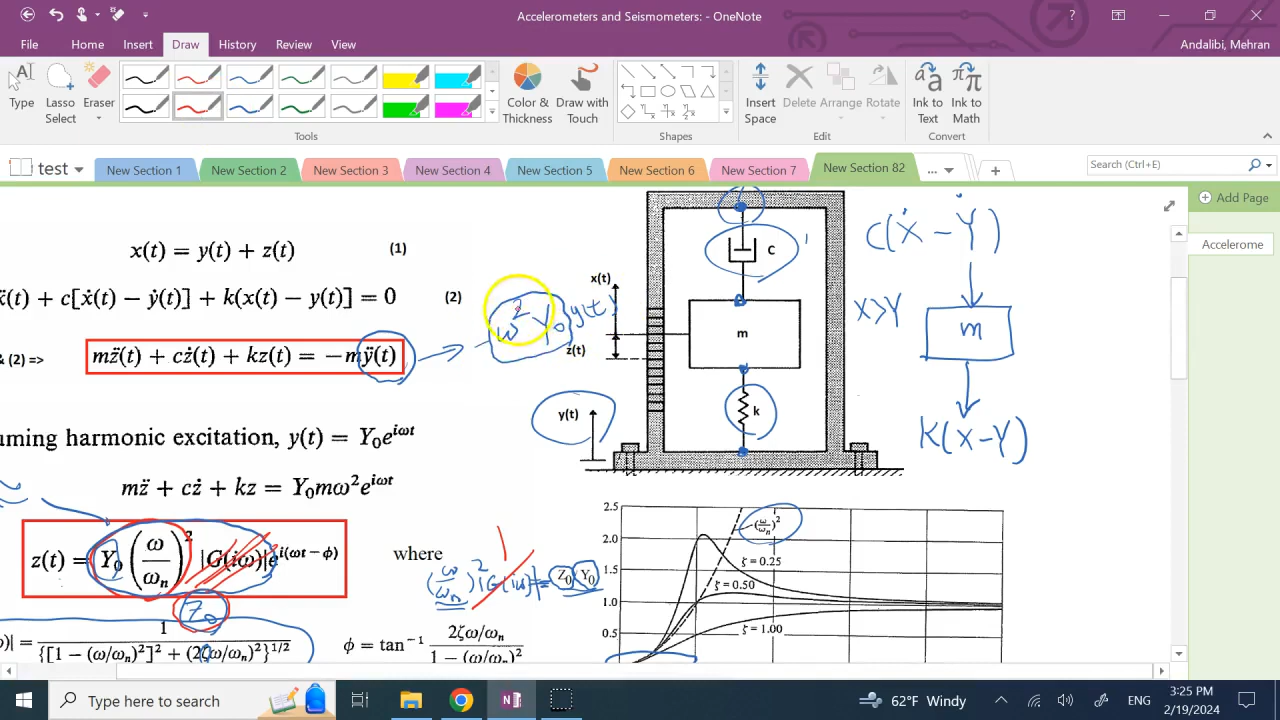 Accelerometers and Seismometers: - OneNote
File Home Insert Draw History Review View
Andalibi, Mehran
Type
Lasso Select
Eraser
Color & Thickness
Draw with Touch
Insert Space
Delete Arrange Rotate
Ink to Text
Ink to Math
Tools
Shapes
Edit
Convert
test
New Section 1
New Section 2
New Section 3
New Section 4
New Section 5
New Section 6
New Section 7
New Section 82
...
Search (Ctrl+E)
Add Page
Accelerome
x(t) = y(t) + z(t) (1)
ẍ(t) + c[ẋ(t) − ẏ(t)] + k(x(t) − y(t)] = 0 (2)
& (2) =>
mz̈(t) + cż(t) + kz(t) = −mÿ(t)
ω² Y₀ y(t)
uming harmonic excitation, y(t) = Y₀e^{iωt}
mz̈ + cż + kz = Y₀mω²e^{iωt}
z(t) = Y₀ (ω/ωₙ)² |G(iω)|e^{i(ωt−ϕ)}
where
Z₀
(ω/ωₙ)² |G(iω)| = Z₀ Y₀
)| = 1 / {[1 − (ω/ωₙ)²]² + (2ζω/ωₙ)²}^{1/2}
ϕ = tan⁻¹ 2ζω/ωₙ / 1 − (ω/ωₙ)²
C
x(t)
m
z(t)
y(t)
k
C(Ẋ − Ẏ)
X>Y
m
K(X−Y)
2.5
(ω/ωₙ)²
2.0
ζ = 0.25
1.5
ζ = 0.50
1.0
ζ = 1.00
0.5
Type here to search
62°F Windy
ENG
3:25 PM
2/19/2024